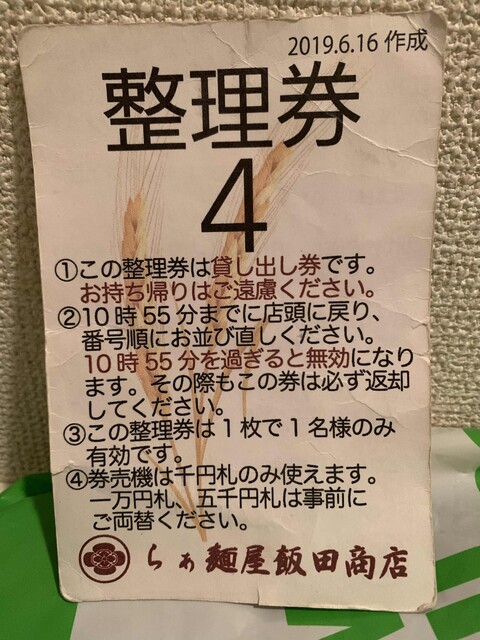 2019.6.16 作成
整理券
4
①この整理券は貸し出し券です。
お持ち帰りはご遠慮ください。
②10時55分までに店頭に戻り、
番号順にお並び直しください。
10時55分を過ぎると無効になり
ます。その際もこの券は必ず返却
してください。
③この整理券は1枚で1名様のみ
有効です。
④券売機は千円札のみ使えます。
一万円札、五千円札は事前に
ご両替ください。
らぁ麺屋飯田商店